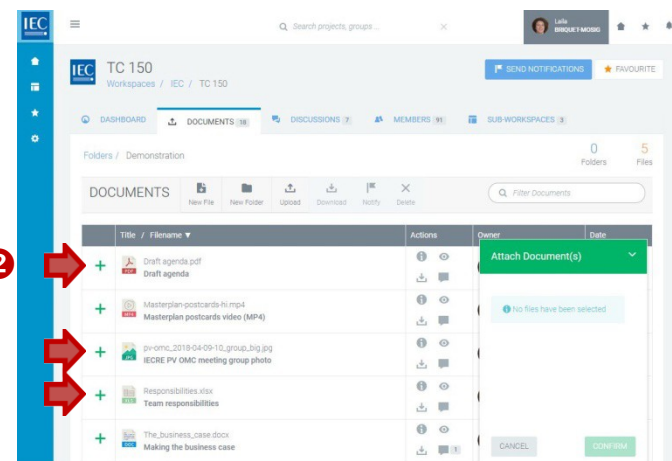 IEC
Search projects, groups ...
Laila
BRIQUET-MOSIG
IEC
TC 150
Workspaces / IEC / TC 150
SEND NOTIFICATIONS
FAVOURITE
DASHBOARD
DOCUMENTS 18
DISCUSSIONS 7
MEMBERS 91
SUB-WORKSPACES 3
Folders / Demonstration
0
Folders
5
Files
DOCUMENTS
New File
New Folder
Upload
Download
Notify
Delete
Filter Documents
Title / Filename
Actions
Owner
Date
2
Draft agenda.pdf
Draft agenda
Masterplan-postcards-hi.mp4
Masterplan postcards video (MP4)
pv-omc_2018-04-09-10_group_big.jpg
IECRE PV OMC meeting group photo
Responsibilities.xlsx
Team responsibilities
The_business_case.docx
Making the business case
1
Attach Document(s)
No files have been selected
CANCEL
CONFIRM